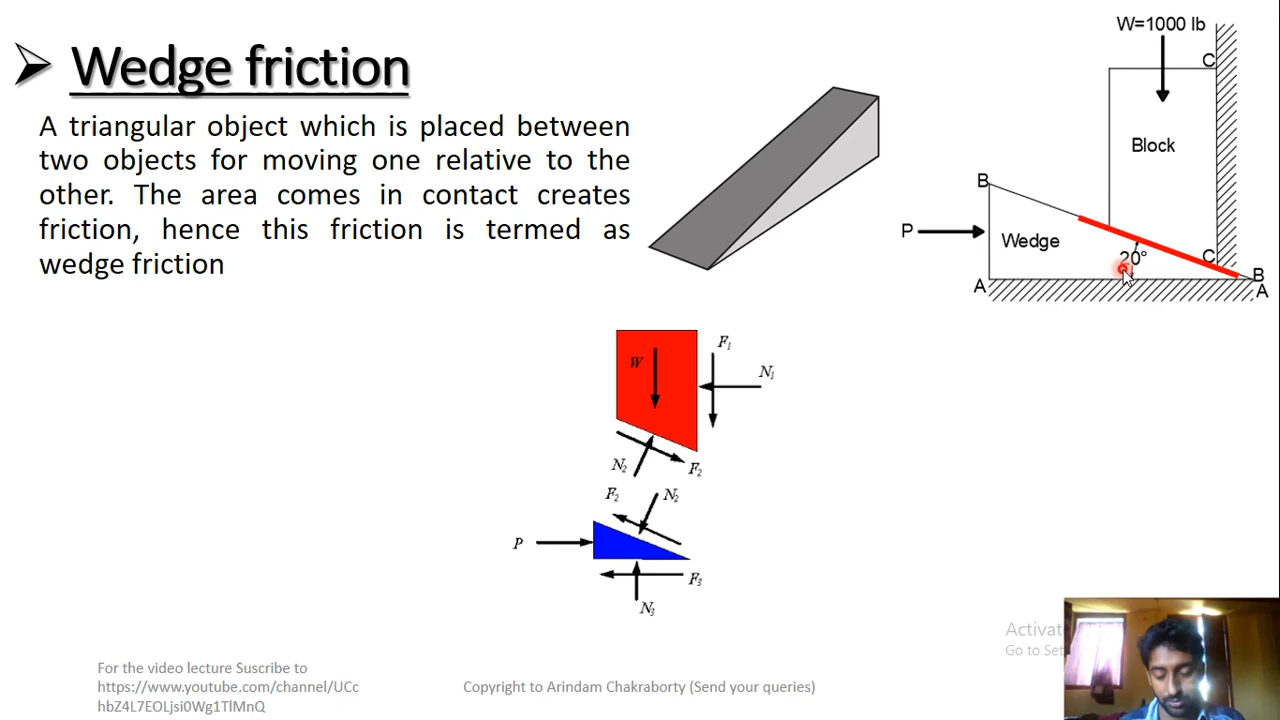 Wedge friction
A triangular object which is placed between
two objects for moving one relative to the
other. The area comes in contact creates
friction, hence this friction is termed as
wedge friction
W=1000 lb
C
Block
B
P
Wedge
20°
C
B
A
A
W
F₁
N₁
N₂
F₂
F₂
N₂
P
F₃
N₃
For the video lecture Suscribe to
https://www.youtube.com/channel/UCc
hbZ4L7EOLjsi0Wg1TlMnQ
Copyright to Arindam Chakraborty (Send your queries)
Activat
Go to Set